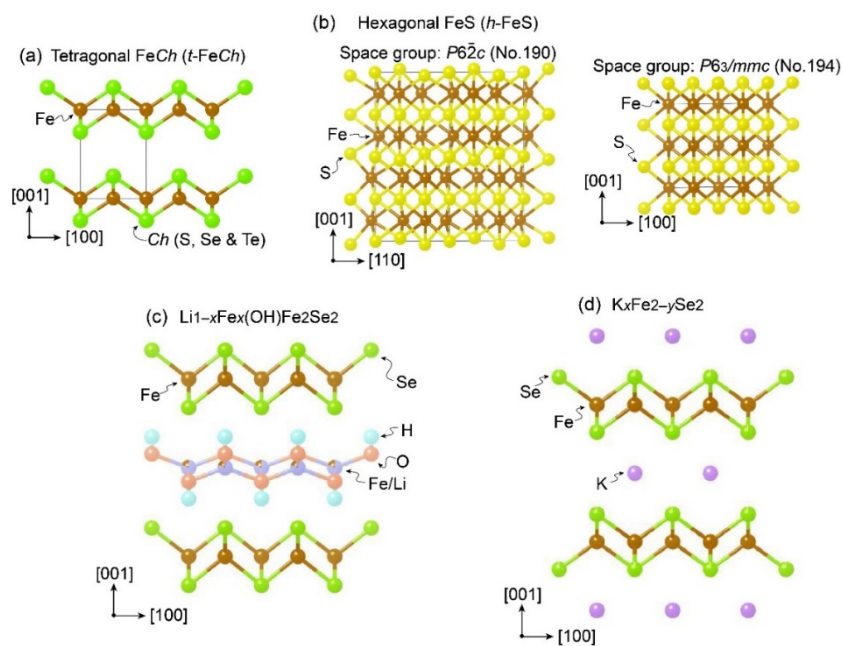 (a) Tetragonal FeCh (t-FeCh)
Fe
[001]
[100]
Ch (S, Se & Te)
(b) Hexagonal FeS (h-FeS)
Space group: P62̄c (No.190)
Fe
S
[001]
[110]
Space group: P63/mmc (No.194)
Fe
S
[001]
[100]
(c) Li1–xFex(OH)Fe2Se2
Fe
Se
H
O
Fe/Li
[001]
[100]
(d) KxFe2–ySe2
Se
Fe
K
[001]
[100]